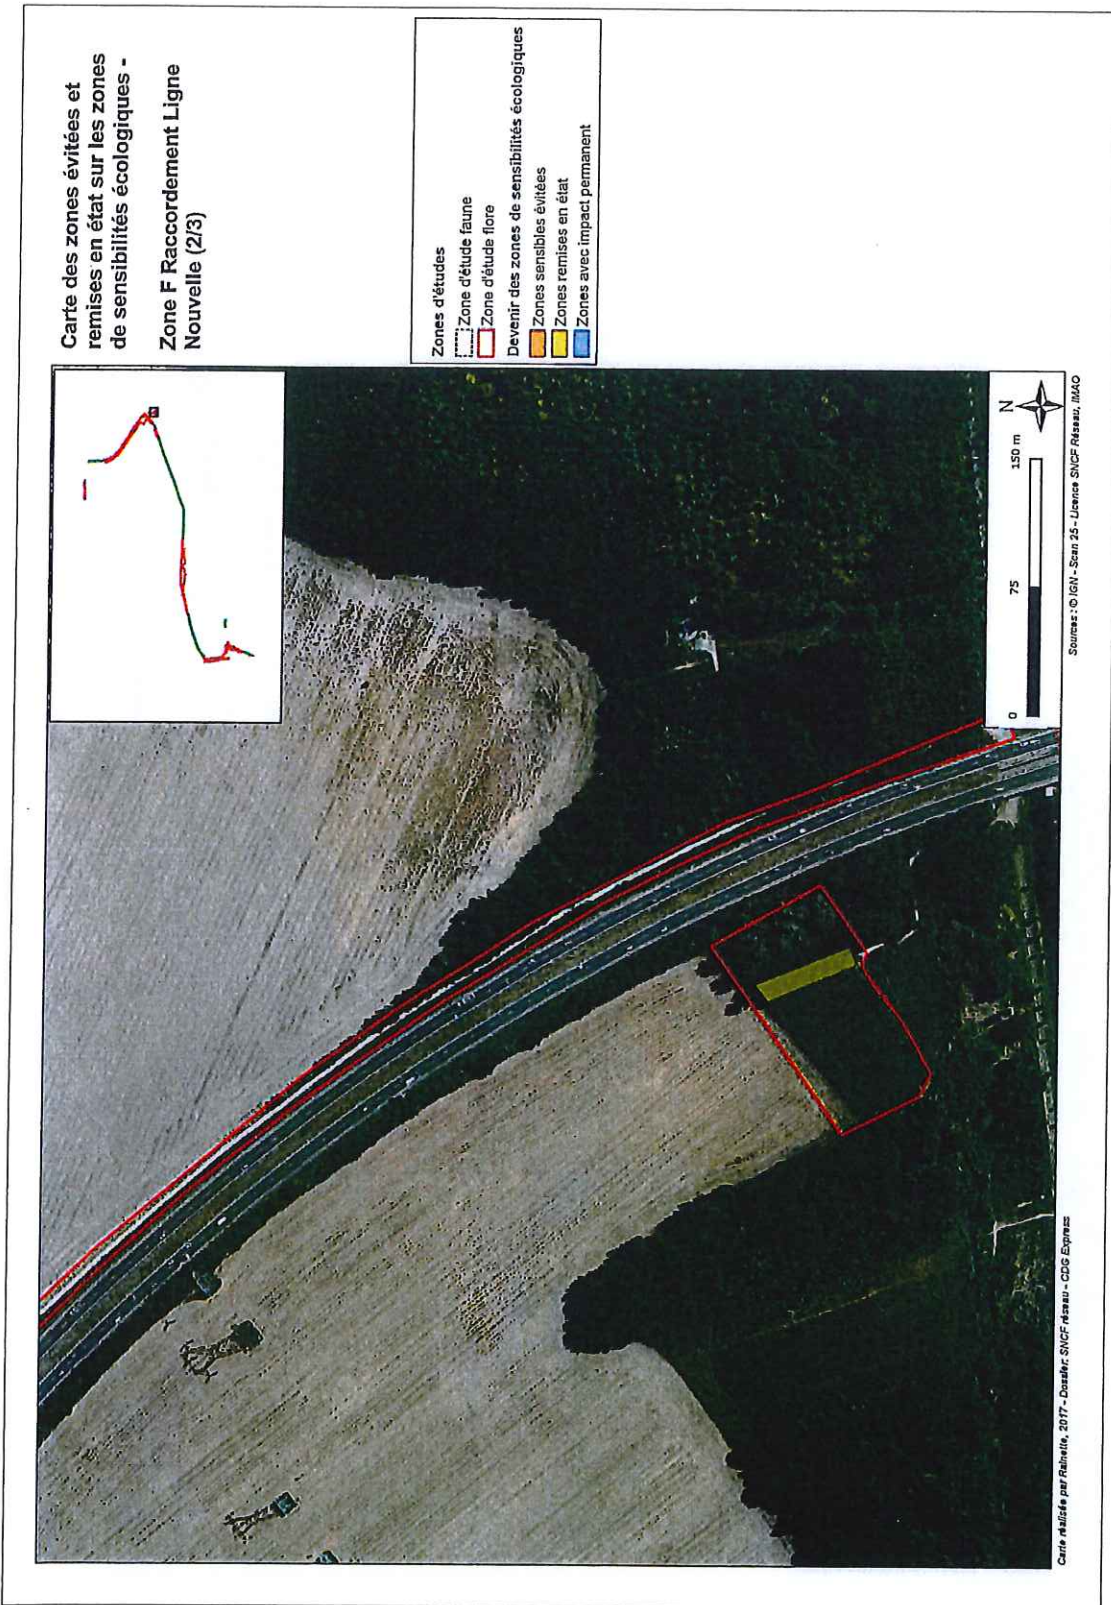 Carte des zones évitées et
remises en état sur les zones
de sensibilités écologiques -
Zone F Raccordement Ligne
Nouvelle (2/3)
Zones d'études
Zone d'étude faune
Zone d'étude flore
Devenir des zones de sensibilité écologiques
Zones sensibles évitées
Zones remises en état
Zones avec impact permanent
N
0 75 150 m
Carte réalisée par Rainette, 2017 - Dossier: SNCF réseau - CDG Express
Sources : © IGN - Scan 25 - Licence SNCF Réseau, IMAO